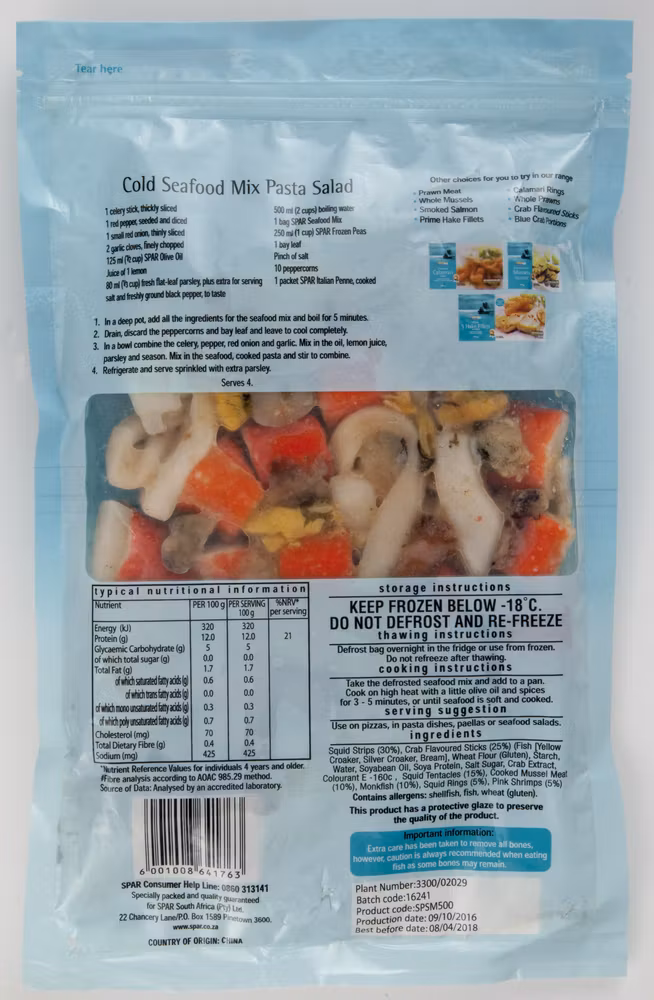 Tear here
Cold Seafood Mix Pasta Salad
1 celery stick, thickly sliced
1 red pepper, seeded and diced
1 small red onion, thinly sliced
2 garlic cloves, finely chopped
125 ml (½ cup) SPAR Olive Oil
Juice of 1 lemon
80 ml (⅓ cup) fresh flat-leaf parsley, plus extra for serving
salt and freshly ground black pepper, to taste
500 ml (2 cups) boiling water
1 bag SPAR Seafood Mix
250 ml (1 cup) SPAR Frozen Peas
1 bay leaf
Pinch of salt
10 peppercorns
1 packet SPAR Italian Penne, cooked
Other choices for you to try in our range
• Prawn Meat
• Whole Mussels
• Smoked Salmon
• Prime Hake Fillets
• Calamari Rings
• Whole Prawns
• Crab Flavoured Sticks
• Blue Crab Portions
1. In a deep pot, add all the ingredients for the seafood mix and boil for 5 minutes.
2. Drain, discard the peppercorns and bay leaf and leave to cool completely.
3. In a bowl combine the celery, pepper, red onion and garlic. Mix in the oil, lemon juice,
parsley and season. Mix in the seafood, cooked pasta and stir to combine.
4. Refrigerate and serve sprinkled with extra parsley.
Serves 4.
typical nutritional information
Nutrient PER 100 g PER SERVING 100 g %NRV* per serving
Energy (kJ) 320 320
Protein (g) 12.0 12.0 21
Glycaemic Carbohydrate (g) 5 5
of which total sugar (g) 0.0 0.0
Total Fat (g) 1.7 1.7
of which saturated fatty acids (g) 0.6 0.6
of which trans fatty acids (g) 0.0 0.0
of which mono unsaturated fatty acids (g) 0.3 0.3
of which poly unsaturated fatty acids (g) 0.7 0.7
Cholesterol (mg) 70 70
Total Dietary Fibre (g) 0.4 0.4
Sodium (mg) 425 425
*Nutrient Reference Values for individuals 4 years and older.
#Fibre analysis according to AOAC 985.29 method.
Source of Data: Analysed by an accredited laboratory.
6 001008 641763
SPAR Consumer Help Line: 0860 313141
Specially packed and quality guaranteed
for SPAR South Africa (Pty) Ltd.
22 Chancery Lane/P.O. Box 1589 Pinetown 3600.
www.spar.co.za
COUNTRY OF ORIGIN: CHINA
storage instructions
KEEP FROZEN BELOW -18°C.
DO NOT DEFROST AND RE-FREEZE
thawing instructions
Defrost bag overnight in the fridge or use from frozen.
Do not refreeze after thawing.
cooking instructions
Take the defrosted seafood mix and add to a pan.
Cook on high heat with a little olive oil and spices
for 3 - 5 minutes, or until seafood is soft and cooked.
serving suggestion
Use on pizzas, in pasta dishes, paellas or seafood salads.
ingredients
Squid Strips (30%), Crab Flavoured Sticks (25%) (Fish [Yellow
Croaker, Silver Croaker, Bream], Wheat Flour (Gluten), Starch,
Water, Soyabean Oil, Soya Protein, Salt Sugar, Crab Extract,
Colourant E -160c , Squid Tentacles (15%), Cooked Mussel Meat
(10%), Monkfish (10%), Squid Rings (5%), Pink Shrimps (5%)
Contains allergens: shellfish, fish, wheat (gluten).
This product has a protective glaze to preserve
the quality of the product.
Important information:
Extra care has been taken to remove all bones,
however, caution is always recommended when eating
fish as some bones may remain.
Plant Number:3300/02029
Batch code:16241
Product code:SPSM500
Production date: 09/10/2016
Best before date: 08/04/2018